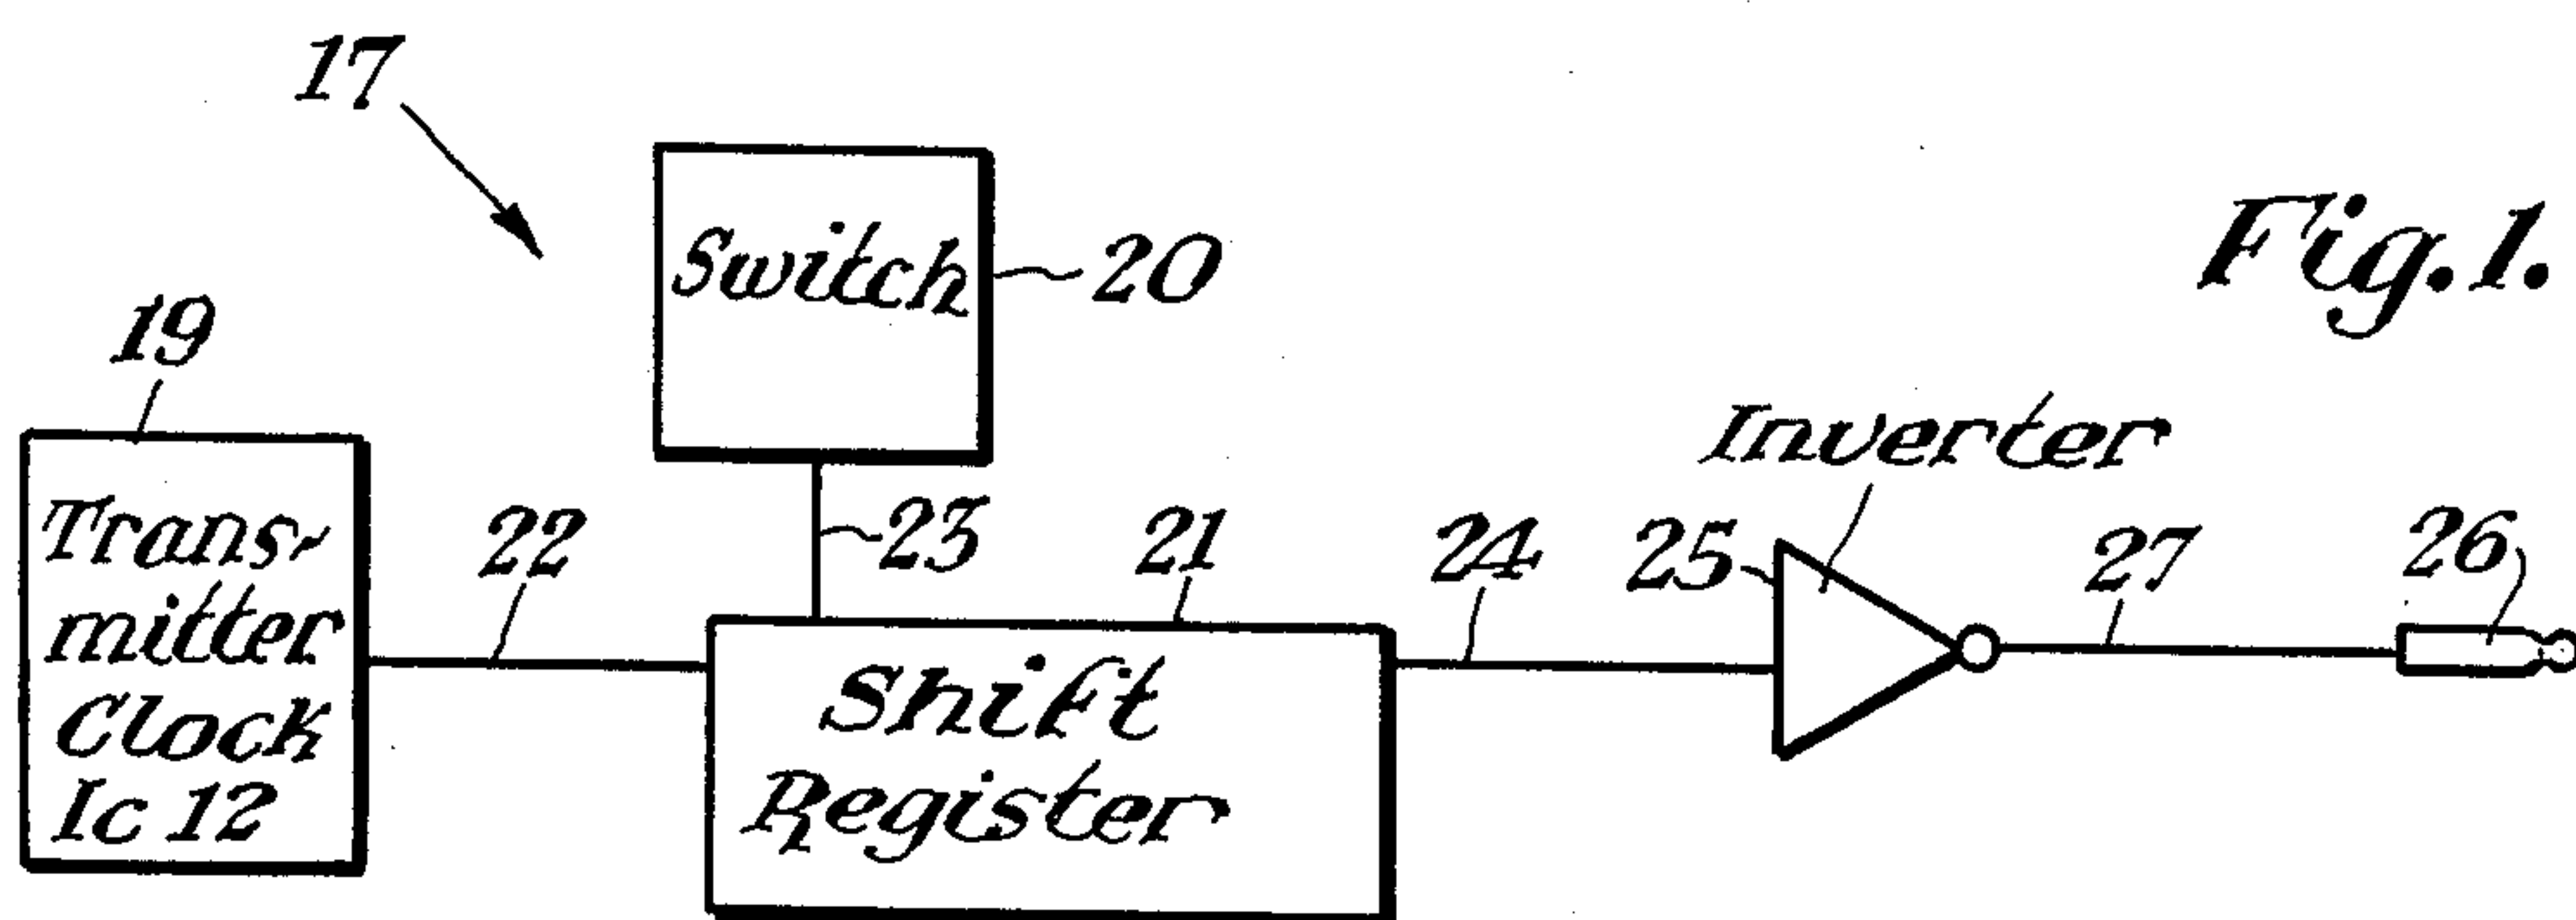 17
Fig. 1.
Switch
20
19
Trans-
mitter
Clock
Ic 12
22
23
21
Shift
Register
24
25
Inverter
27
26